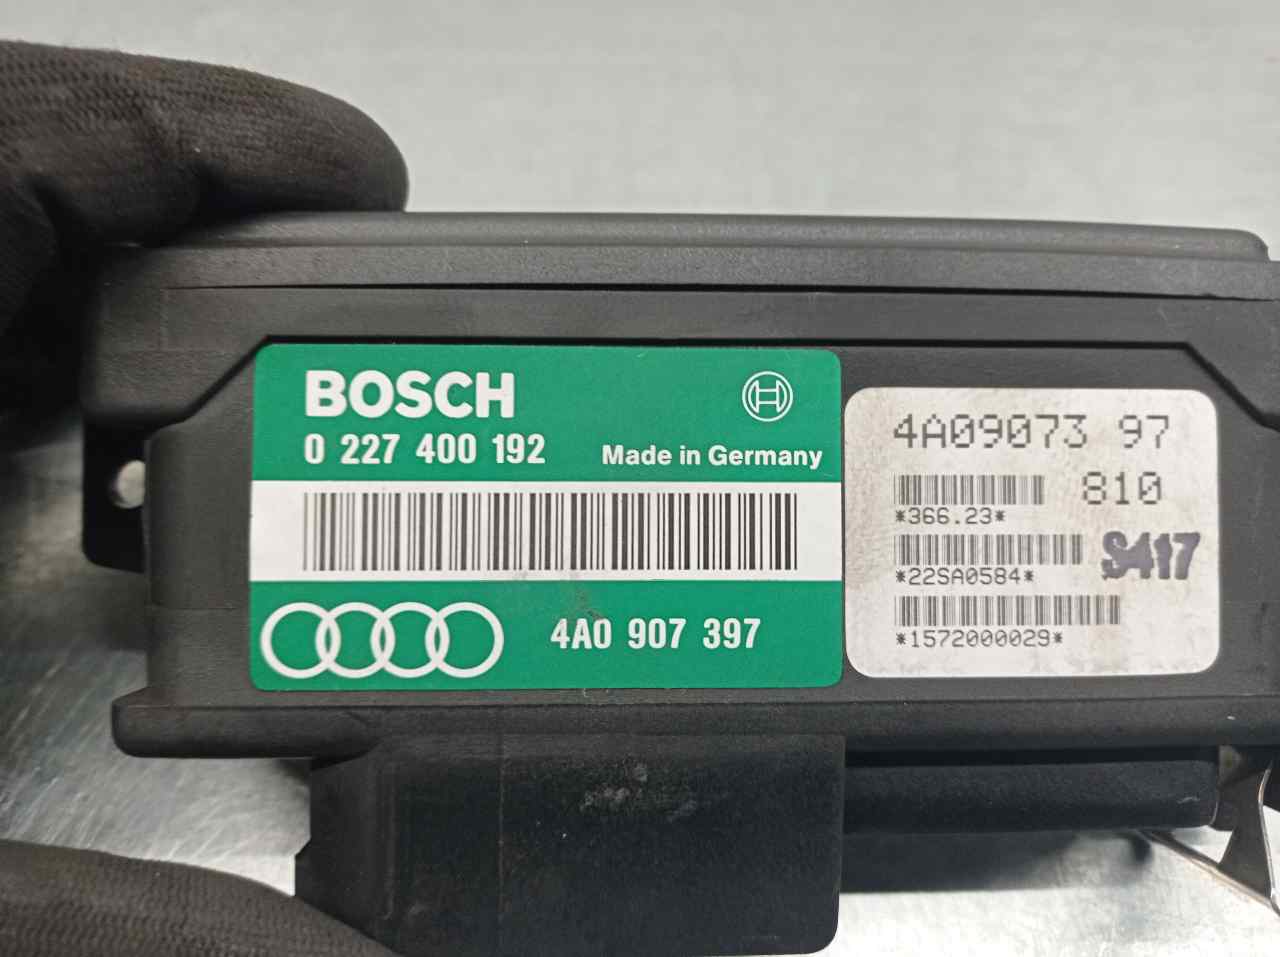 BOSCH
0 227 400 192
Made in Germany
4A0 907 397
4A09073 97
810
*366.23*
*22SA0584*
S417
*1572000029*